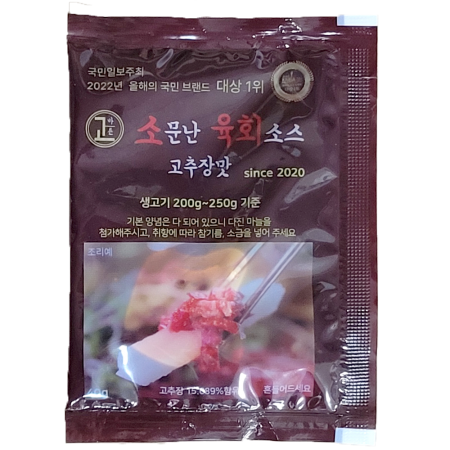 국민일보주최
2022년 올해의 국민 브랜드 대상 1위
소문난 육회소스
고추장맛 since 2020
생고기 200g~250g 기준
기본 양념은 다 되어 있으니 다진 마늘을
첨가해주시고, 취향에 따라 참기름, 소금을 넣어 주세요
조리예
고추장 15.689%함유
흔들어드세요